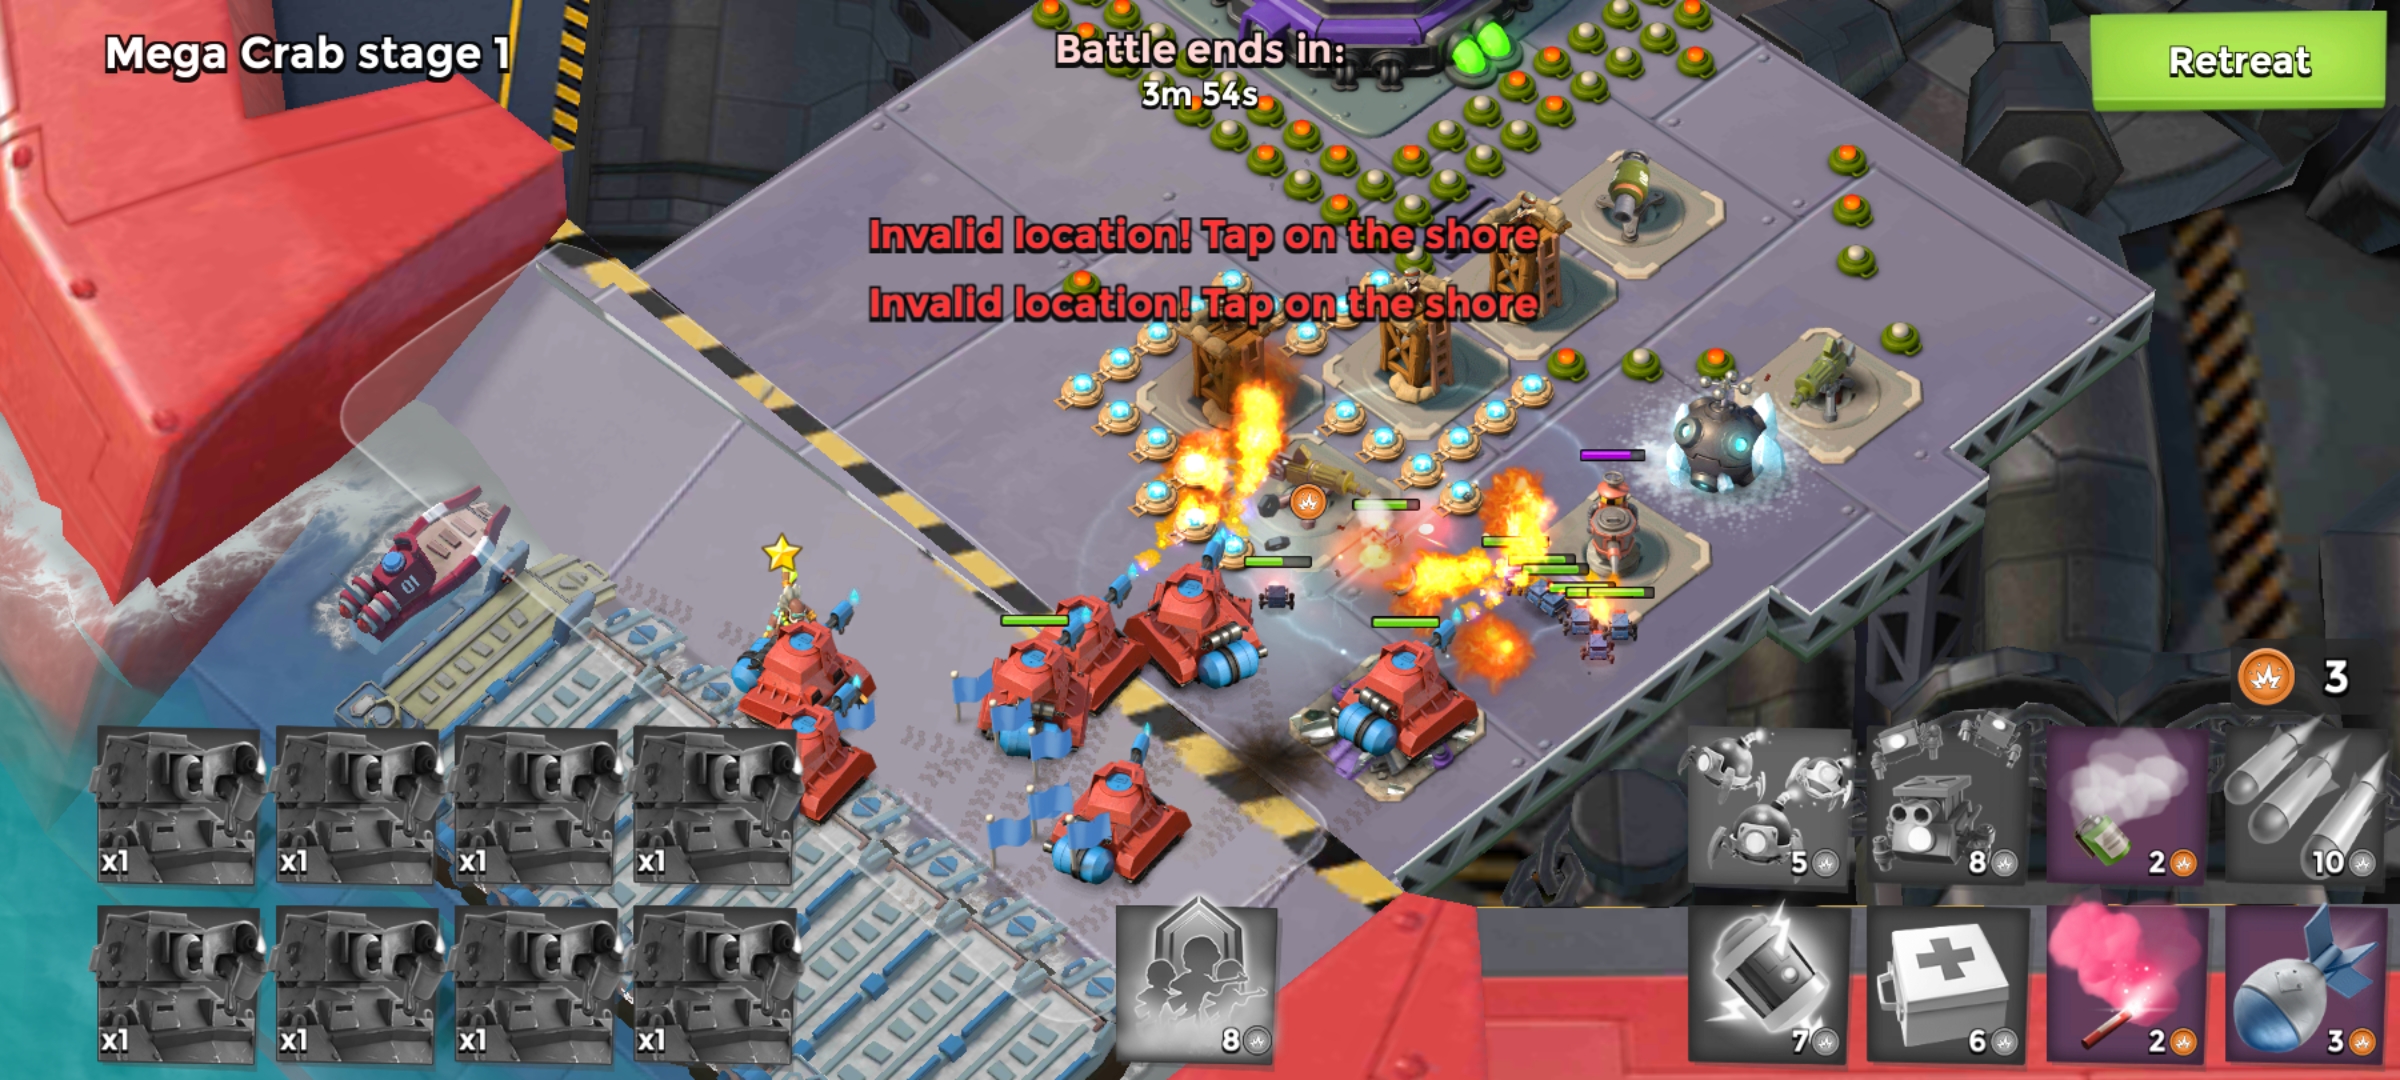 Mega Crab stage 1
Battle ends in:
3m 54s
Retreat
Invalid location! Tap on the shore
Invalid location! Tap on the shore
01
3
x1 x1 x1 x1
5 8 2 10
x1 x1 x1 x1
8
7 6 2 3